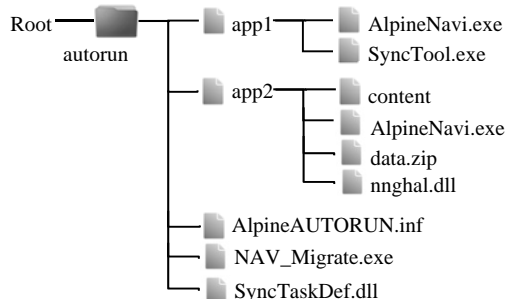 Root
autorun
app1
AlpineNavi.exe
SyncTool.exe
app2
content
AlpineNavi.exe
data.zip
nnghal.dll
AlpineAUTORUN.inf
NAV_Migrate.exe
SyncTaskDef.dll